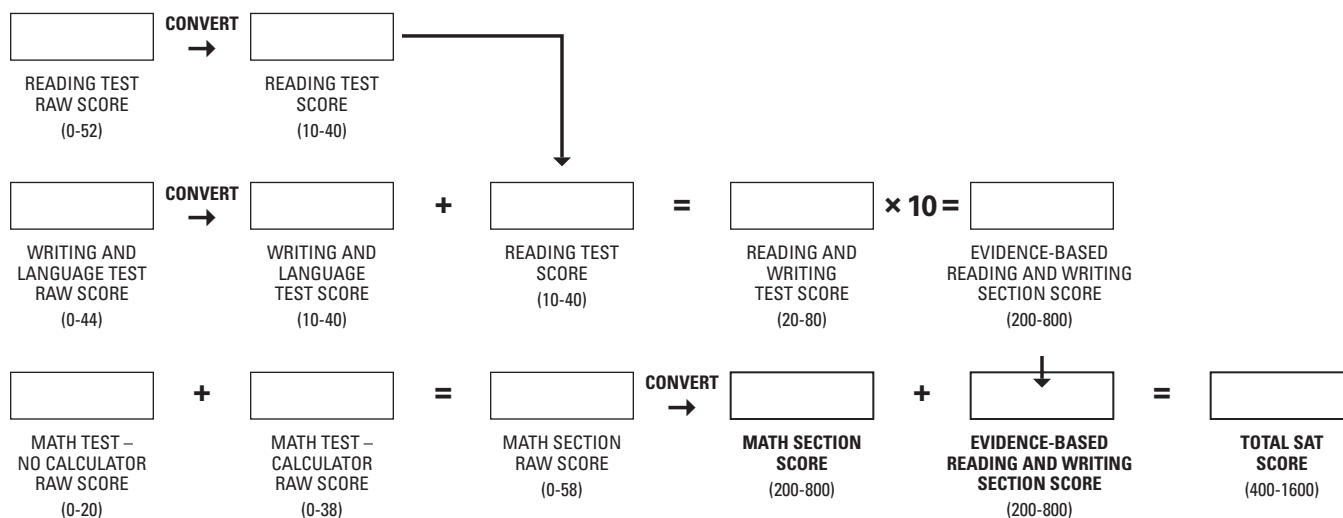 CONVERT
→
READING TEST
RAW SCORE
(0-52)
READING TEST
SCORE
(10-40)
CONVERT
→
+
=
× 10 =
WRITING AND
LANGUAGE TEST
RAW SCORE
(0-44)
WRITING AND
LANGUAGE
TEST SCORE
(10-40)
READING TEST
SCORE
(10-40)
READING AND
WRITING
TEST SCORE
(20-80)
EVIDENCE-BASED
READING AND WRITING
SECTION SCORE
(200-800)
+
=
CONVERT
→
+
=
MATH TEST –
NO CALCULATOR
RAW SCORE
(0-20)
MATH TEST –
CALCULATOR
RAW SCORE
(0-38)
MATH SECTION
RAW SCORE
(0-58)
MATH SECTION
SCORE
(200-800)
EVIDENCE-BASED
READING AND WRITING
SECTION SCORE
(200-800)
TOTAL SAT
SCORE
(400-1600)